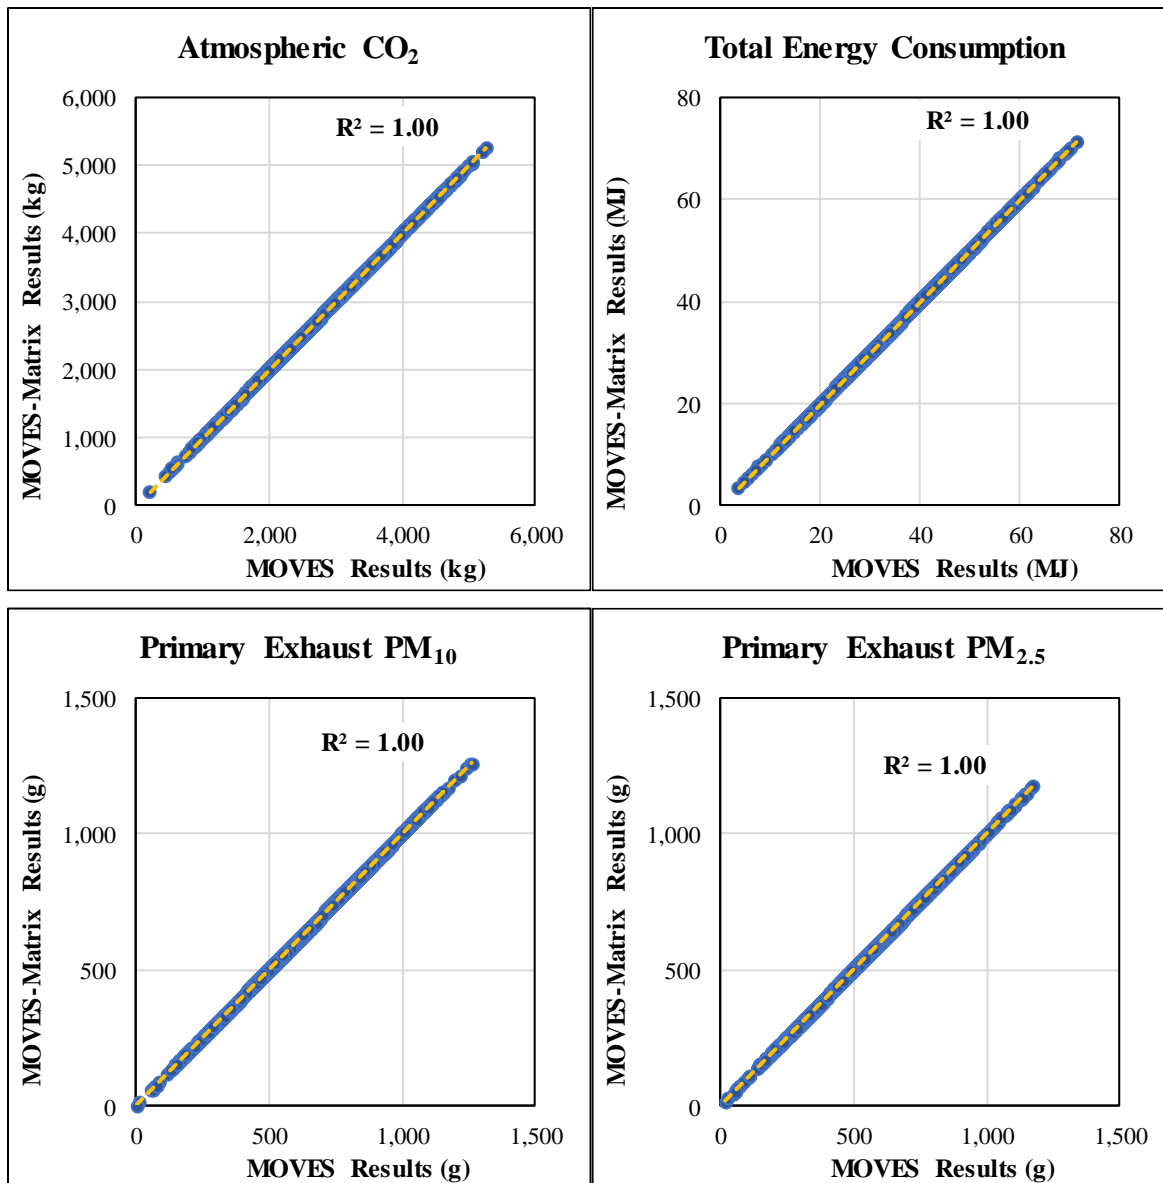 Atmospheric CO₂
MOVES-Matrix Results (kg)
6,000
5,000
4,000
3,000
2,000
1,000
0
R² = 1.00
0 2,000 4,000 6,000
MOVES Results (kg)
Total Energy Consumption
MOVES-Matrix Results (MJ)
80
60
40
20
0
R² = 1.00
0 20 40 60 80
MOVES Results (MJ)
Primary Exhaust PM₁₀
MOVES-Matrix Results (g)
1,500
1,000
500
0
R² = 1.00
0 500 1,000 1,500
MOVES Results (g)
Primary Exhaust PM₂.₅
MOVES-Matrix Results (g)
1,500
1,000
500
0
R² = 1.00
0 500 1,000 1,500
MOVES Results (g)